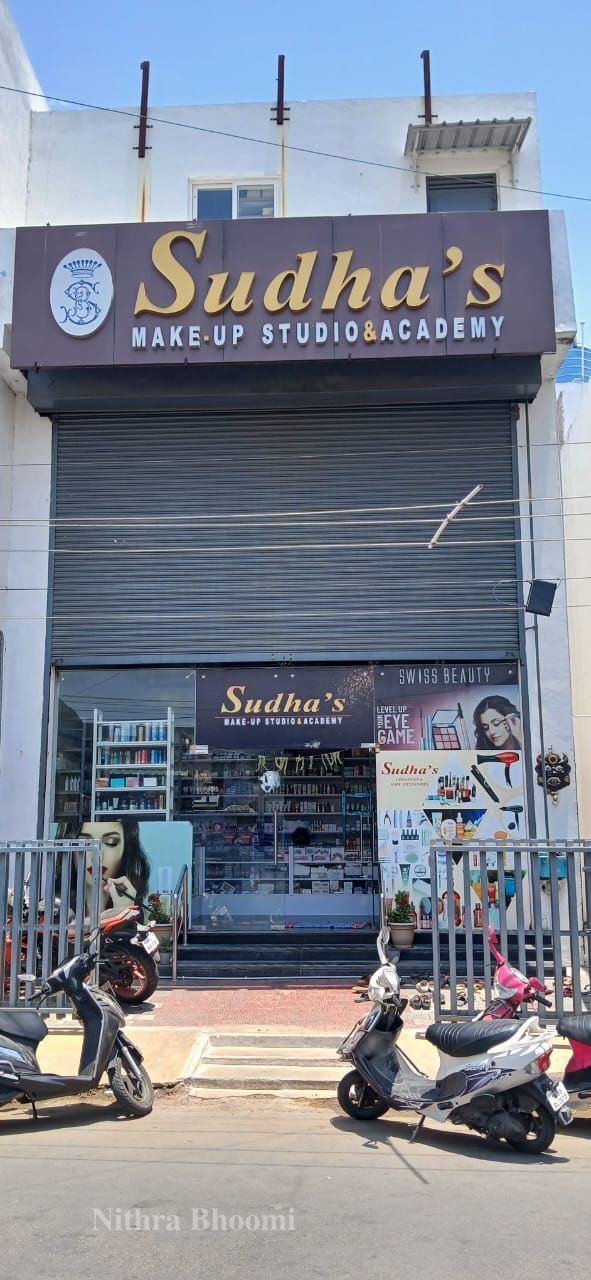 Sudha's
MAKE-UP STUDIO&ACADEMY
SWISS BEAUTY
Sudha's
MAKE-UP STUDIO&ACADEMY
LEVEL UP
YOUR EYE
GAME
Sudha's
Nithra Bhoomi